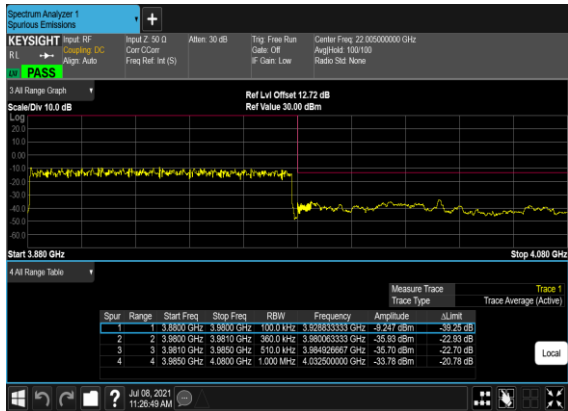 Spectrum Analyzer 1
Spurious Emissions
+
KEYSIGHT Input: RF Input Z: 50 Ω Atten: 30 dB Trig: Free Run Center Freq: 22.005000000 GHz
RL Coupling: DC Corr CCorr Gate: Off Avg|Hold: 100/100
Align: Auto Freq Ref: Int (S) IF Gain: Low Radio Std: None
PASS
3 All Range Graph
Ref Lvl Offset 12.72 dB
Scale/Div 10.0 dB Ref Value 30.00 dBm
Log
20.0
10.0
0.00
-10.0
-20.0
-30.0
-40.0
-50.0
-60.0
Start 3.880 GHz Stop 4.080 GHz
4 All Range Table
Measure Trace Trace 1
Trace Type Trace Average (Active)
Spur Range Start Freq Stop Freq RBW Frequency Amplitude ΔLimit
1 1 3.8800 GHz 3.9800 GHz 100.0 kHz 3.928833333 GHz -9.247 dBm -39.25 dB
2 2 3.9800 GHz 3.9810 GHz 360.0 kHz 3.980063333 GHz -35.93 dBm -22.93 dB
3 3 3.9810 GHz 3.9850 GHz 510.0 kHz 3.984926667 GHz -35.70 dBm -22.70 dB
4 4 3.9850 GHz 4.0800 GHz 1.000 MHz 4.032500000 GHz -33.78 dBm -20.78 dB
Local
? Jul 08, 2021
11:26:49 AM